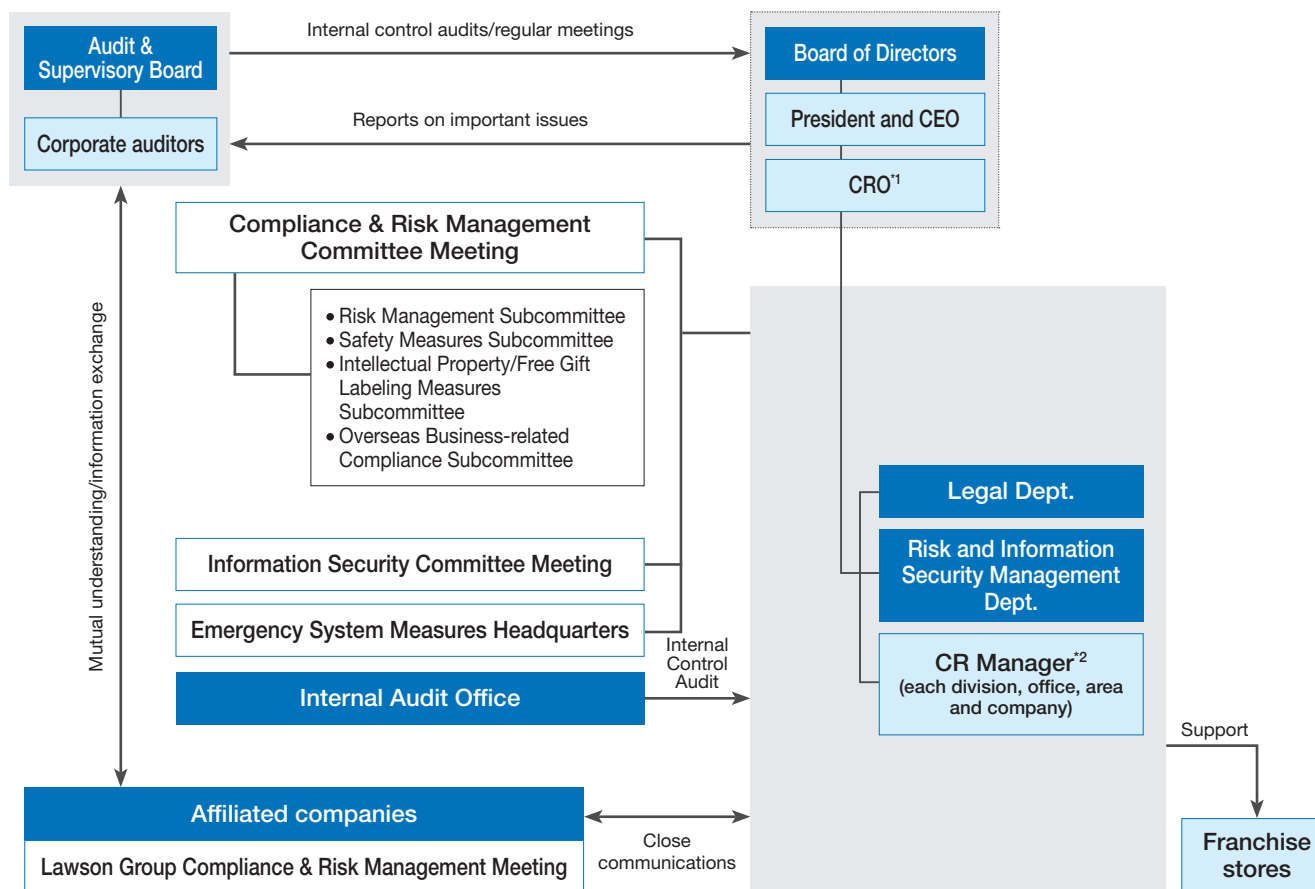 Audit &
Supervisory Board
Corporate auditors
Internal control audits/regular meetings
Reports on important issues
Board of Directors
President and CEO
CRO*1
Mutual understanding/information exchange
Compliance & Risk Management
Committee Meeting
• Risk Management Subcommittee
• Safety Measures Subcommittee
• Intellectual Property/Free Gift
Labeling Measures
Subcommittee
• Overseas Business-related
Compliance Subcommittee
Information Security Committee Meeting
Emergency System Measures Headquarters
Internal Audit Office
Internal
Control
Audit
Legal Dept.
Risk and Information
Security Management
Dept.
CR Manager*2
(each division, office, area
and company)
Support
Affiliated companies
Lawson Group Compliance & Risk Management Meeting
Close
communications
Franchise
stores